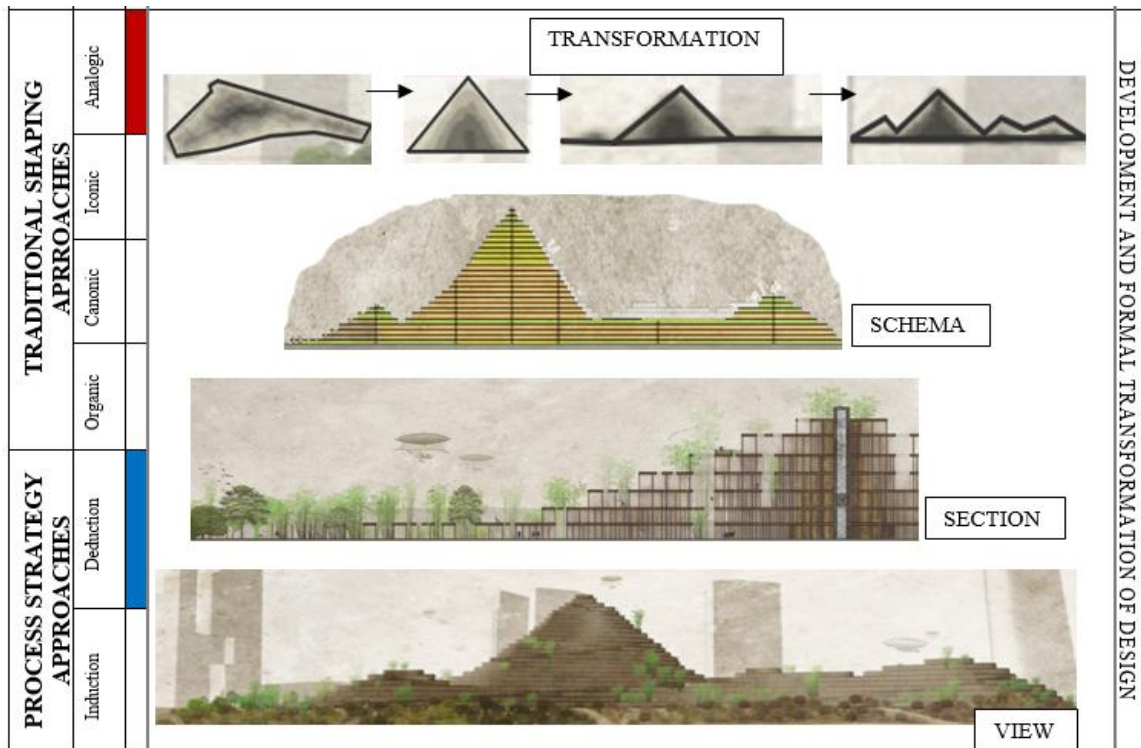 TRADITIONAL SHAPING
APRROACHES
Analogic
Iconic
Canonic
Organic
PROCESS STRATEGY
APPROACHES
Deduction
Induction
TRANSFORMATION
SCHEMA
SECTION
VIEW
DEVELOPMENT AND FORMAL TRANSFORMATION OF DESIGN